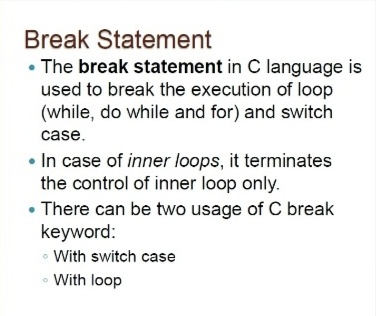 Break Statement
• The break statement in C language is
used to break the execution of loop
(while, do while and for) and switch
case.
• In case of inner loops, it terminates
the control of inner loop only.
• There can be two usage of C break
keyword:
◦ With switch case
◦ With loop